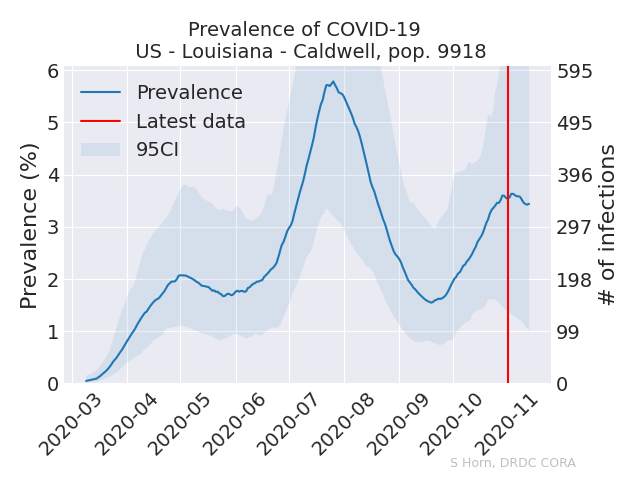 Prevalence of COVID-19
US - Louisiana - Caldwell, pop. 9918
Prevalence (%)
6
5
4
3
2
1
0
Prevalence
Latest data
95CI
595
495
396
297
198
99
0
# of infections
2020-03
2020-04
2020-05
2020-06
2020-07
2020-08
2020-09
2020-10
2020-11
S Horn, DRDC CORA